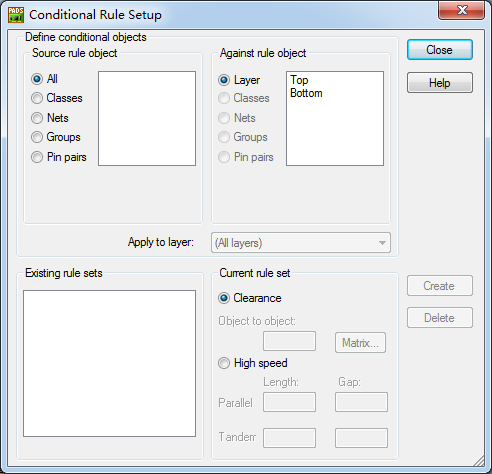 PADS
Conditional Rule Setup
Define conditional objects
Source rule object
All
Classes
Nets
Groups
Pin pairs
Against rule object
Layer
Classes
Nets
Groups
Pin pairs
Top
Bottom
Close
Help
Apply to layer:
(All layers)
Existing rule sets
Current rule set
Clearance
Object to object:
Matrix...
High speed
Length:
Gap:
Parallel
Tanderr
Create
Delete